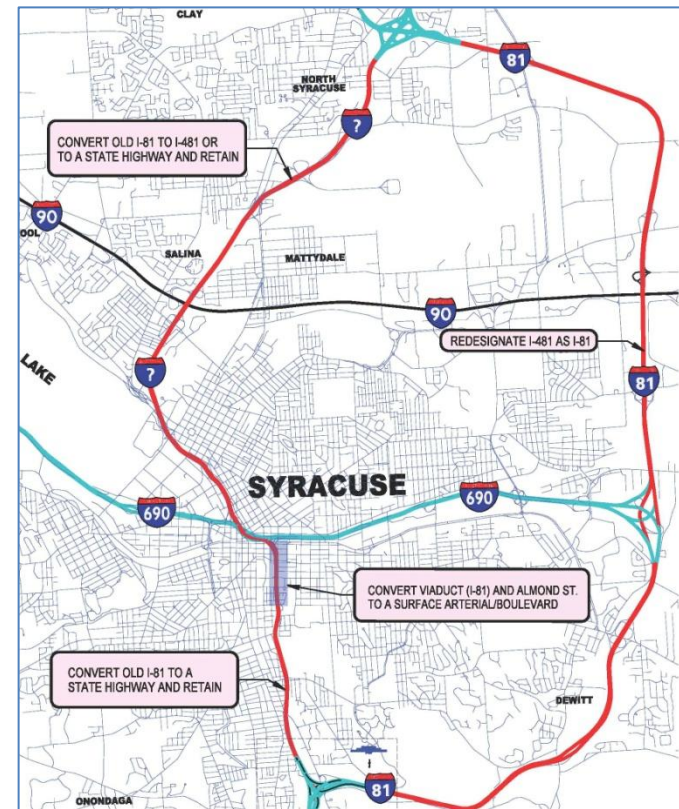 CLAY
81
NORTH
SYRACUSE
?
CONVERT OLD I-81 TO I-481 OR
TO A STATE HIGHWAY AND RETAIN
90
OOL
SALINA
MATTYDALE
90
REDESIGNATE I-481 AS I-81
LAKE
?
81
SYRACUSE
690
690
CONVERT VIADUCT (I-81) AND ALMOND ST.
TO A SURFACE ARTERIAL/BOULEVARD
CONVERT OLD I-81 TO A
STATE HIGHWAY AND RETAIN
DEWITT
81
ONONDAGA